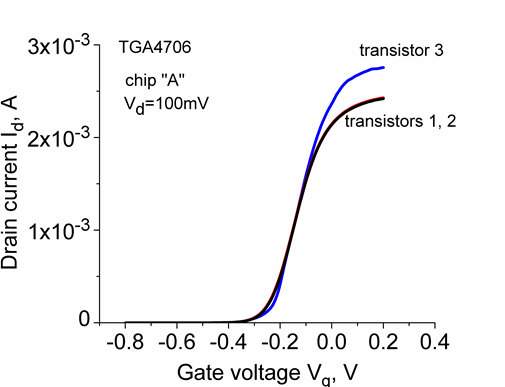 3x10⁻³
TGA4706
transistor 3
chip "A"
V_d=100mV
transistors 1, 2
2x10⁻³
1x10⁻³
0
Drain current I_d, A
-0.8 -0.6 -0.4 -0.2 0.0 0.2 0.4
Gate voltage V_g, V